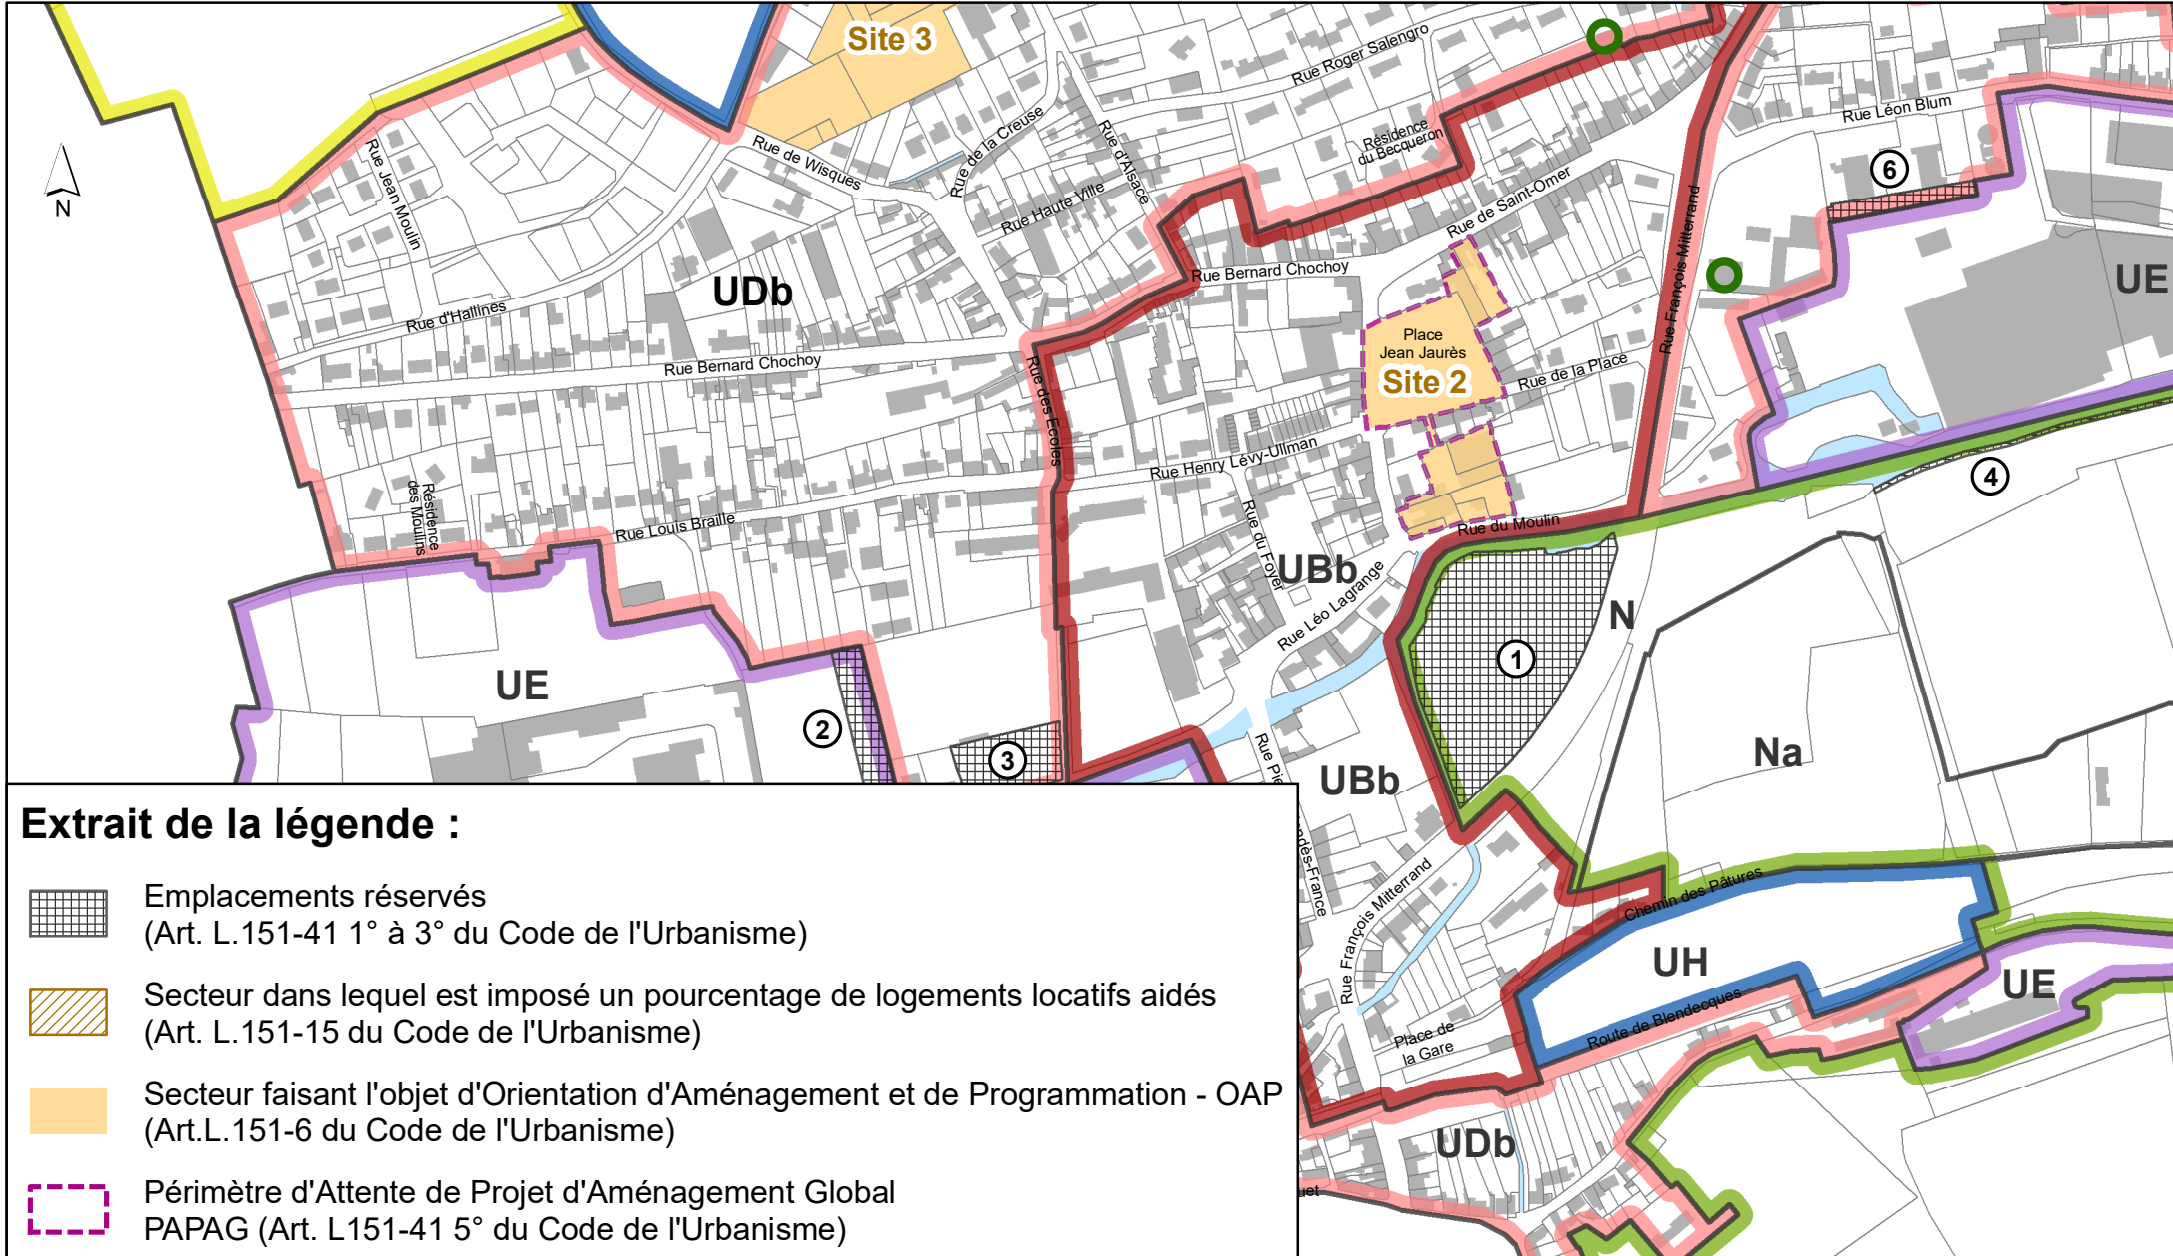 Site 3
Rue Roger Salengro
Rue Léon Blum
Rue de la Creuse
Rue d'Alsace
Résidence
du Becqueron
Rue Jean Moulin
Rue de Wisques
6
N
Rue Haute Ville
Rue de Saint-Omer
Rue François Mitterrand
UDb
Rue Bernard Chochoy
UE
Rue d'Hallines
Place
Jean Jaurès
Site 2
Rue de la Place
Rue Bernard Chochoy
Rue des Ecoles
Rue Henry Lévy-Ullman
4
Résidence
des Moulins
Rue Louis Braille
Rue du Foyer
Rue du Moulin
UBb
Rue Léo Lagrange
N
1
UE
2
3
Rue Pie
ndès-France
UBb
Na
Rue François Mitterrand
Chemin des Pâtures
UH
UE
Route de Blendecques
Place de
la Gare
UDb
uet
Extrait de la légende :
Emplacements réservés
(Art. L.151-41 1° à 3° du Code de l'Urbanisme)
Secteur dans lequel est imposé un pourcentage de logements locatifs aidés
(Art. L.151-15 du Code de l'Urbanisme)
Secteur faisant l'objet d'Orientation d'Aménagement et de Programmation - OAP
(Art.L.151-6 du Code de l'Urbanisme)
Périmètre d'Attente de Projet d'Aménagement Global
PAPAG (Art. L151-41 5° du Code de l'Urbanisme)